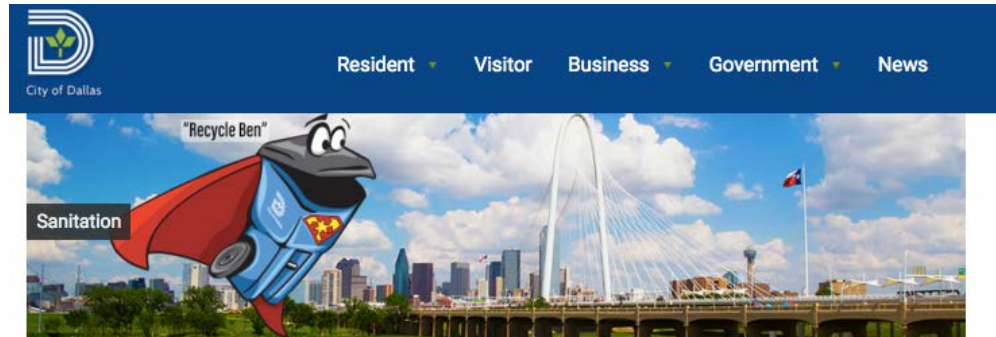 City of Dallas
Resident
Visitor
Business
Government
News
"Recycle Ben"
Sanitation